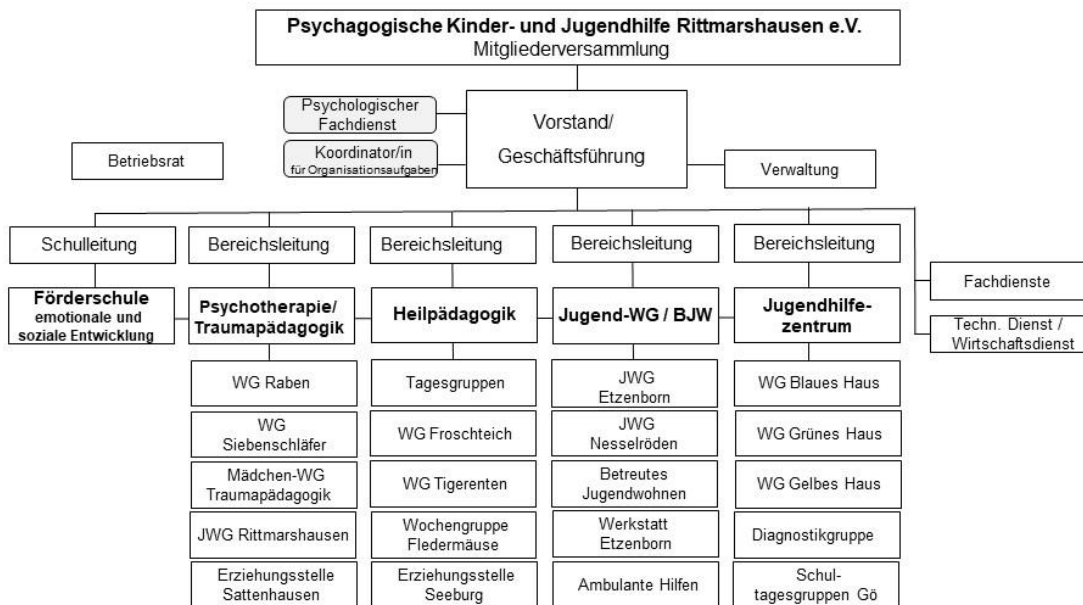 Psychagogische Kinder- und Jugendhilfe Rittmarshausen e.V.
Mitgliederversammlung
Psychologischer
Fachdienst
Vorstand/
Geschäftsführung
Koordinator/in
für Organisationsaufgaben
Betriebsrat
Verwaltung
Schulleitung
Bereichsleitung
Bereichsleitung
Bereichsleitung
Bereichsleitung
Fachdienste
Techn. Dienst /
Wirtschaftsdienst
Förderschule
emotionale und
soziale Entwicklung
Psychotherapie/
Traumapädagogik
Heilpädagogik
Jugend-WG / BJW
Jugendhilfe-
zentrum
WG Raben
Tagesgruppen
JWG
Etzenborn
WG Blaues Haus
WG
Siebenschläfer
WG Froschteich
JWG
Nesselröden
WG Grünes Haus
Mädchen-WG
Traumapädagogik
WG Tigerenten
Betreutes
Jugendwohnen
WG Gelbes Haus
JWG Rittmarshausen
Wochengruppe
Fledermäuse
Werkstatt
Etzenborn
Diagnostikgruppe
Erziehungsstelle
Sattenhausen
Erziehungsstelle
Seeburg
Ambulante Hilfen
Schul-
tagesgruppen Gö